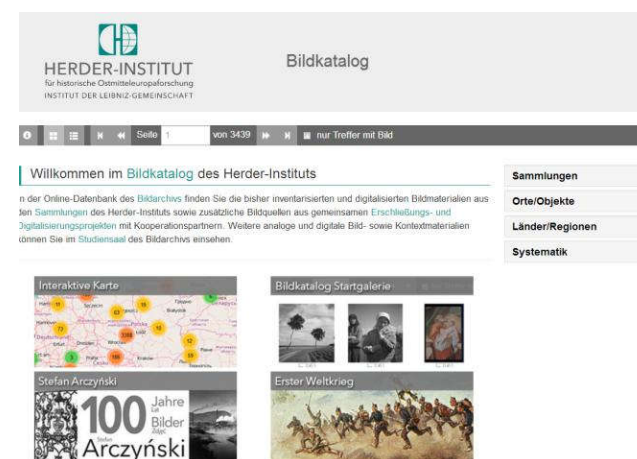 HERDER-INSTITUT
für historische Ostmitteleuropaforschung
INSTITUT DER LEIBNIZ-GEMEINSCHAFT
Bildkatalog
Seite 1 von 3439 nur Treffer mit Bild
Willkommen im Bildkatalog des Herder-Instituts
n der Online-Datenbank des Bildarchivs finden Sie die bisher inventarisierten und digitalisierten Bildmaterialien aus
den Sammlungen des Herder-Instituts sowie zusätzliche Bildquellen aus gemeinsamen Erschließungs- und
Digitalisierungsprojekten mit Kooperationspartnern. Weitere analoge und digitale Bild- sowie Kontextmaterialien
können Sie im Studiensaal des Bildarchivs einsehen.
Sammlungen
Orte/Objekte
Länder/Regionen
Systematik
Interaktive Karte
Bildkatalog Startgalerie
Stefan Arczyński
100 Jahre
Lat
Bilder
Zdjęć
Stefan
Arczyński
Erster Weltkrieg